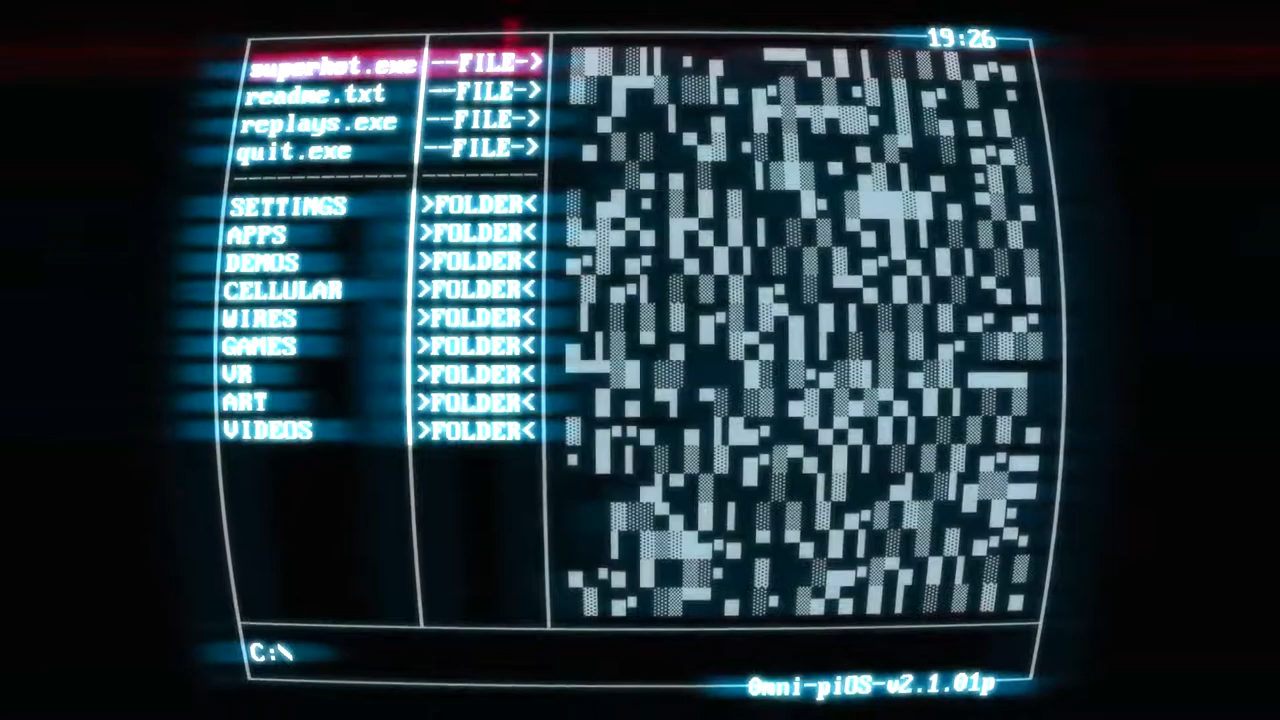 19:26
superhot.exe --FILE->
readme.txt --FILE->
replays.exe --FILE->
quit.exe --FILE->
SETTINGS >FOLDER<
APPS >FOLDER<
DEMOS >FOLDER<
CELLULAR >FOLDER<
WIRES >FOLDER<
GAMES >FOLDER<
VR >FOLDER<
ART >FOLDER<
VIDEOS >FOLDER<
C:\
Omni-piOS-v2.1.01p